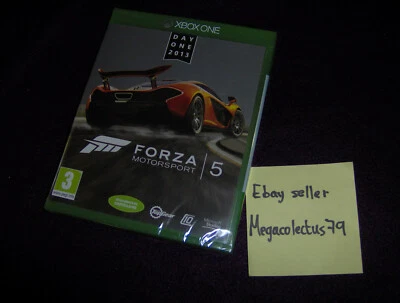 XBOX ONE
DAY
ONE
2013
FORZA
MOTORSPORT 5
3
Ebay seller
Megacolectus79